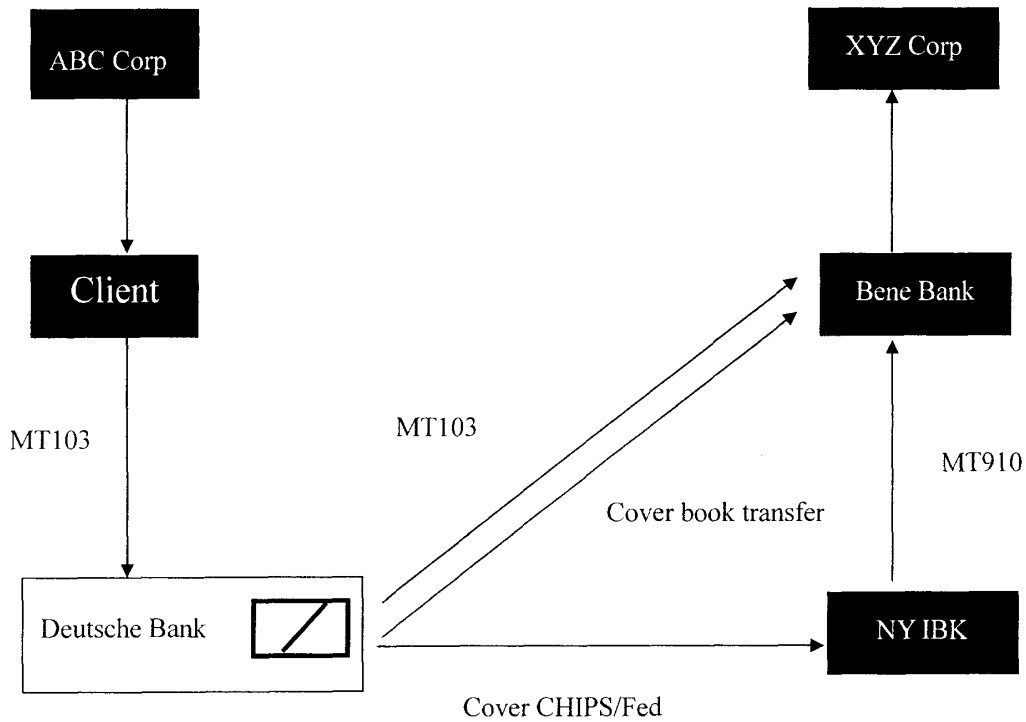 ABC Corp
XYZ Corp
Client
Bene Bank
MT103
MT103
MT910
Cover book transfer
Deutsche Bank
NY IBK
Cover CHIPS/Fed